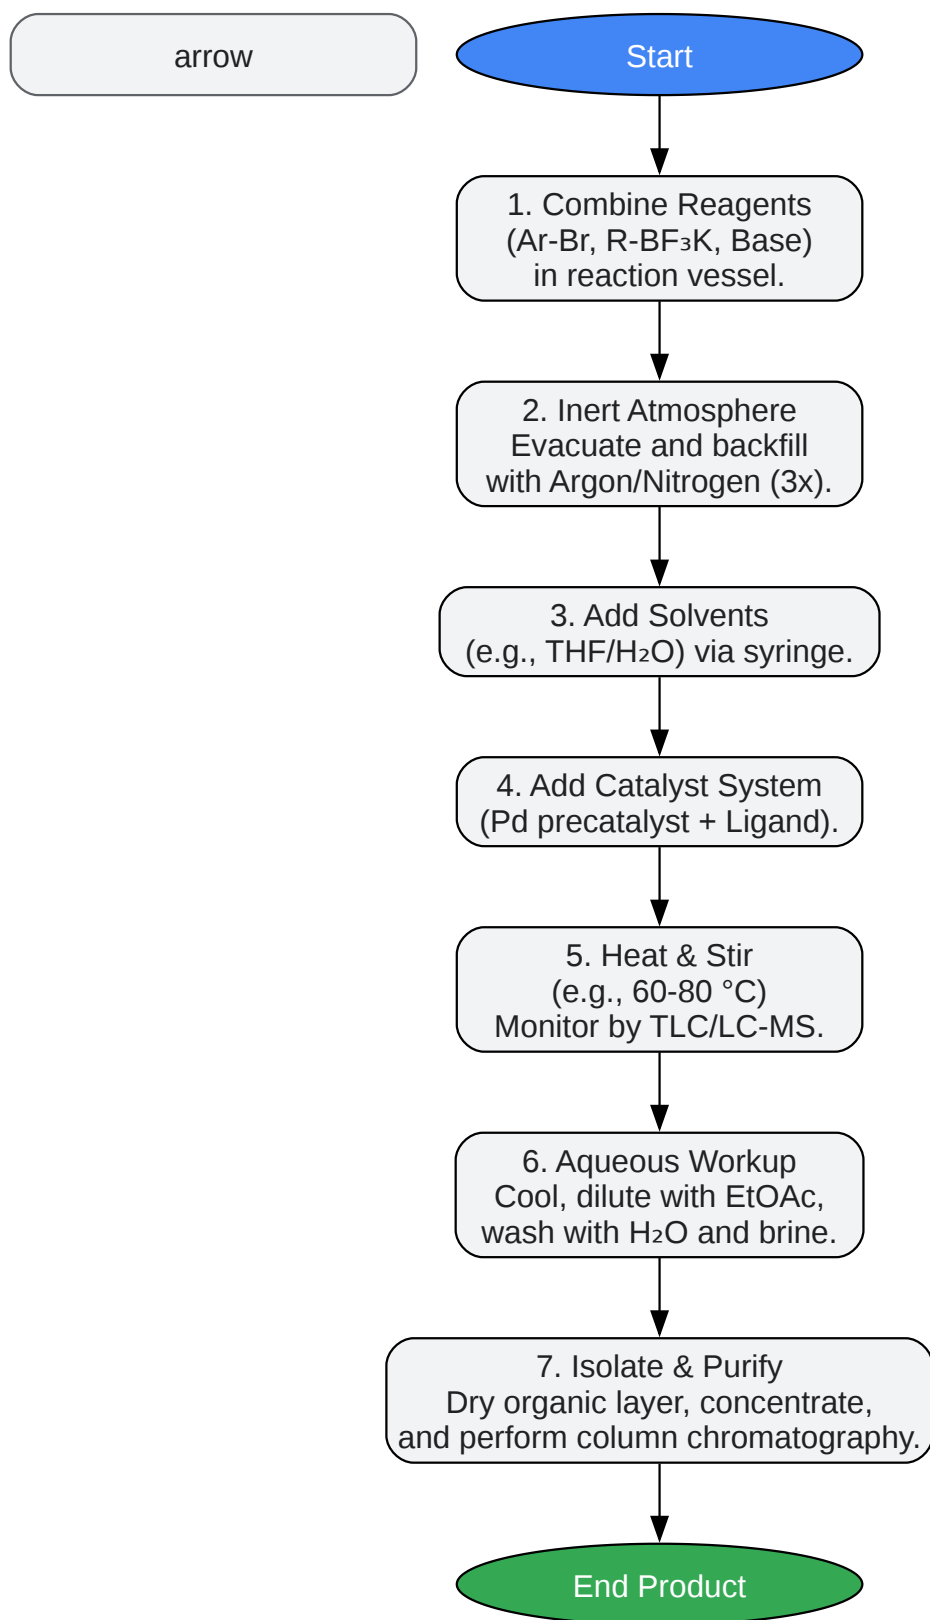 arrow
Start
1. Combine Reagents
(Ar-Br, R-BF₃K, Base)
in reaction vessel.
2. Inert Atmosphere
Evacuate and backfill
with Argon/Nitrogen (3x).
3. Add Solvents
(e.g., THF/H₂O) via syringe.
4. Add Catalyst System
(Pd precatalyst + Ligand).
5. Heat & Stir
(e.g., 60-80 °C)
Monitor by TLC/LC-MS.
6. Aqueous Workup
Cool, dilute with EtOAc,
wash with H₂O and brine.
7. Isolate & Purify
Dry organic layer, concentrate,
and perform column chromatography.
End Product